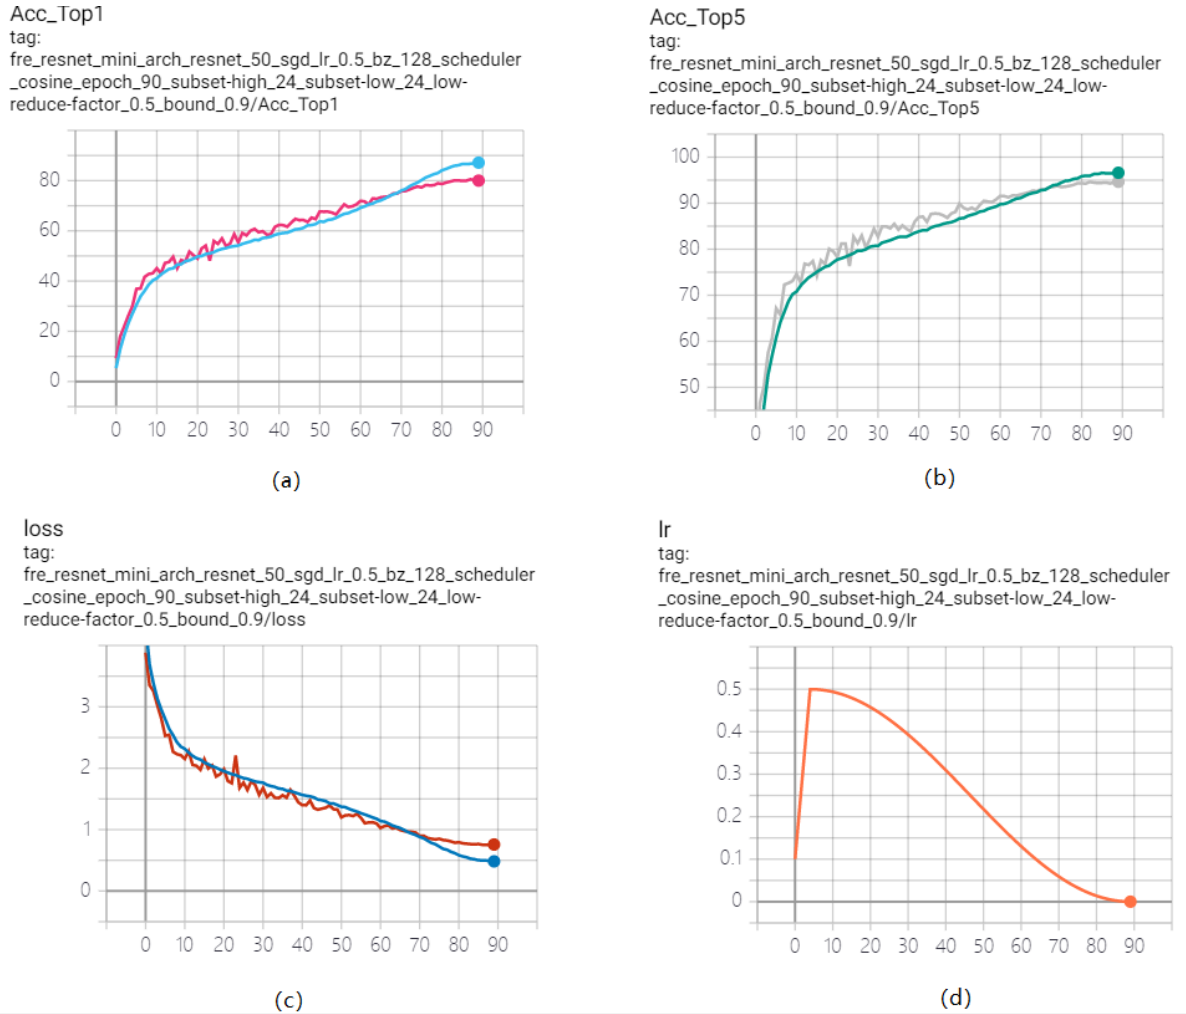 Acc_Top1
tag:
fre_resnet_mini_arch_resnet_50_sgd_lr_0.5_bz_128_scheduler
_cosine_epoch_90_subset-high_24_subset-low_24_low-
reduce-factor_0.5_bound_0.9/Acc_Top1
80
60
40
20
0
0 10 20 30 40 50 60 70 80 90
(a)
Acc_Top5
tag:
fre_resnet_mini_arch_resnet_50_sgd_lr_0.5_bz_128_scheduler
_cosine_epoch_90_subset-high_24_subset-low_24_low-
reduce-factor_0.5_bound_0.9/Acc_Top5
100
90
80
70
60
50
0 10 20 30 40 50 60 70 80 90
(b)
loss
tag:
fre_resnet_mini_arch_resnet_50_sgd_lr_0.5_bz_128_scheduler
_cosine_epoch_90_subset-high_24_subset-low_24_low-
reduce-factor_0.5_bound_0.9/loss
3
2
1
0
0 10 20 30 40 50 60 70 80 90
(c)
lr
tag:
fre_resnet_mini_arch_resnet_50_sgd_lr_0.5_bz_128_scheduler
_cosine_epoch_90_subset-high_24_subset-low_24_low-
reduce-factor_0.5_bound_0.9/lr
0.5
0.4
0.3
0.2
0.1
0
0 10 20 30 40 50 60 70 80 90
(d)